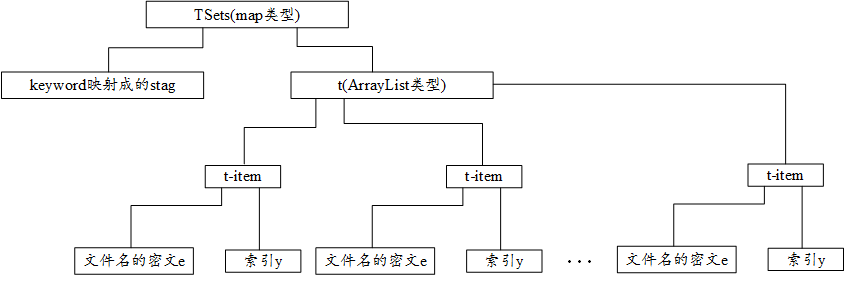 TSets(map类型)
keyword映射成的stag
t(ArrayList类型)
t-item
t-item
t-item
文件名的密文e
索引y
文件名的密文e
索引y
...
文件名的密文e
索引y